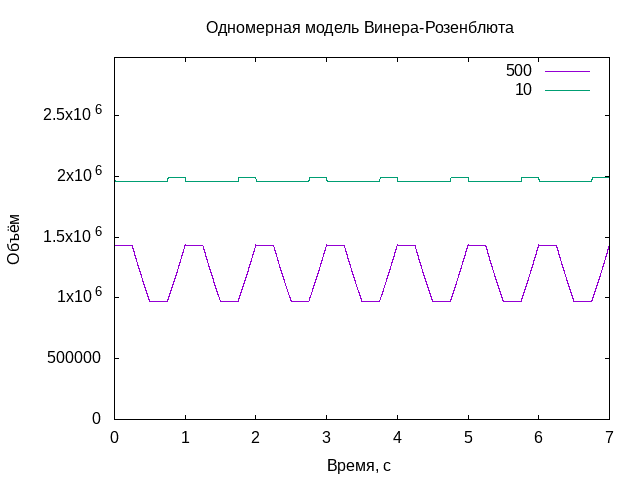 Одномерная модель Винера-Розенблюта
500
10
2.5x10 6
2x10 6
1.5x10 6
1x10 6
500000
0
Объём
0 1 2 3 4 5 6 7
Время, с